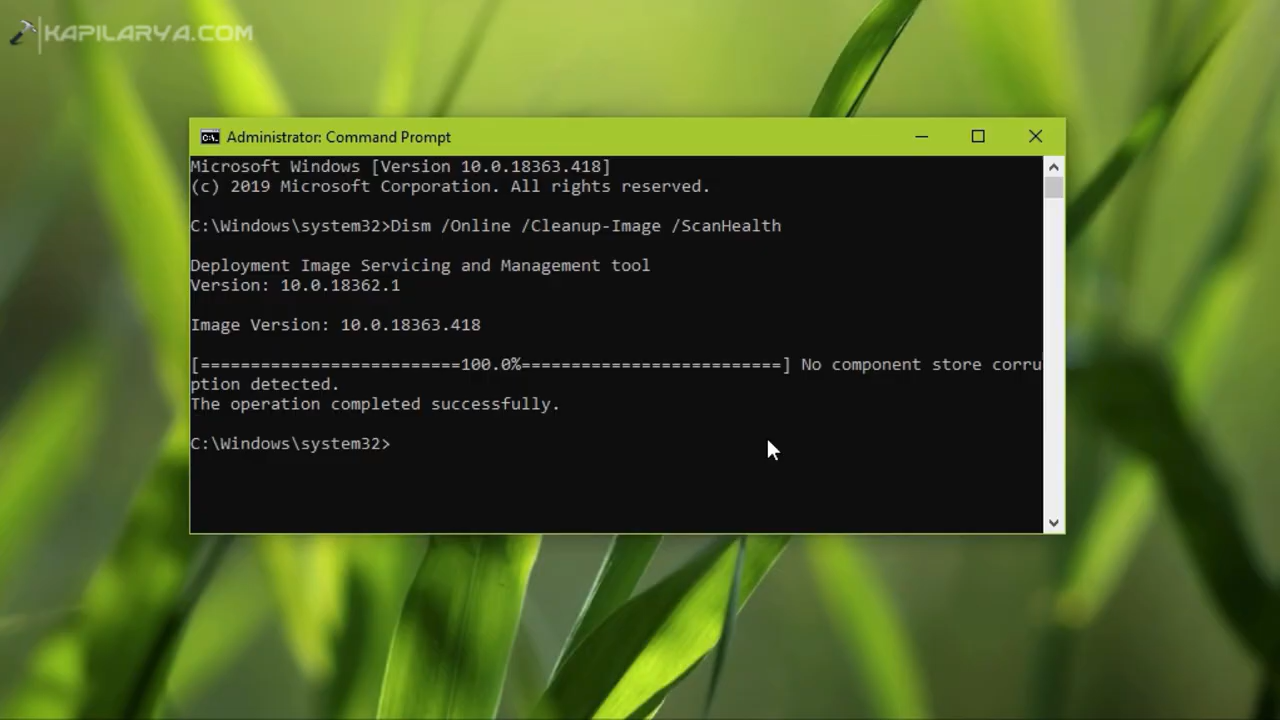 KAPILARYA.COM
Administrator: Command Prompt
Microsoft Windows [Version 10.0.18363.418]
(c) 2019 Microsoft Corporation. All rights reserved.
C:\Windows\system32>Dism /Online /Cleanup-Image /ScanHealth
Deployment Image Servicing and Management tool
Version: 10.0.18362.1
Image Version: 10.0.18363.418
[==========================100.0%==========================] No component store corru
ption detected.
The operation completed successfully.
C:\Windows\system32>